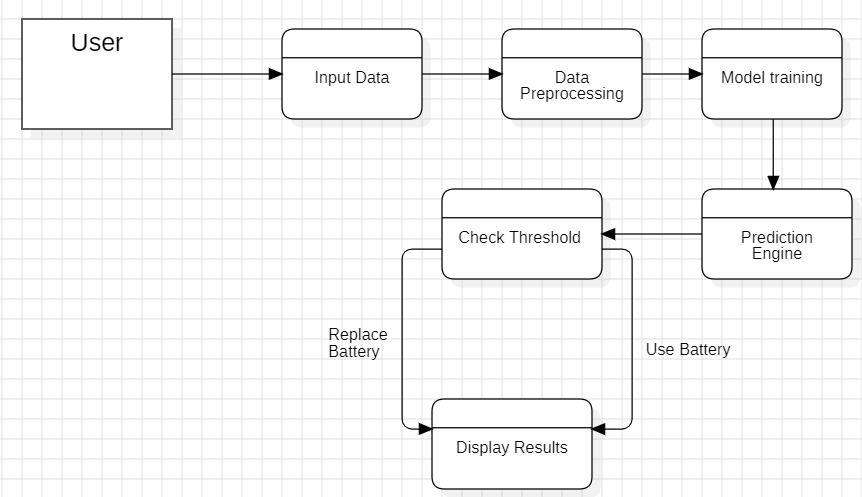 User
Input Data
Data
Preprocessing
Model training
Check Threshold
Prediction
Engine
Replace
Battery
Use Battery
Display Results